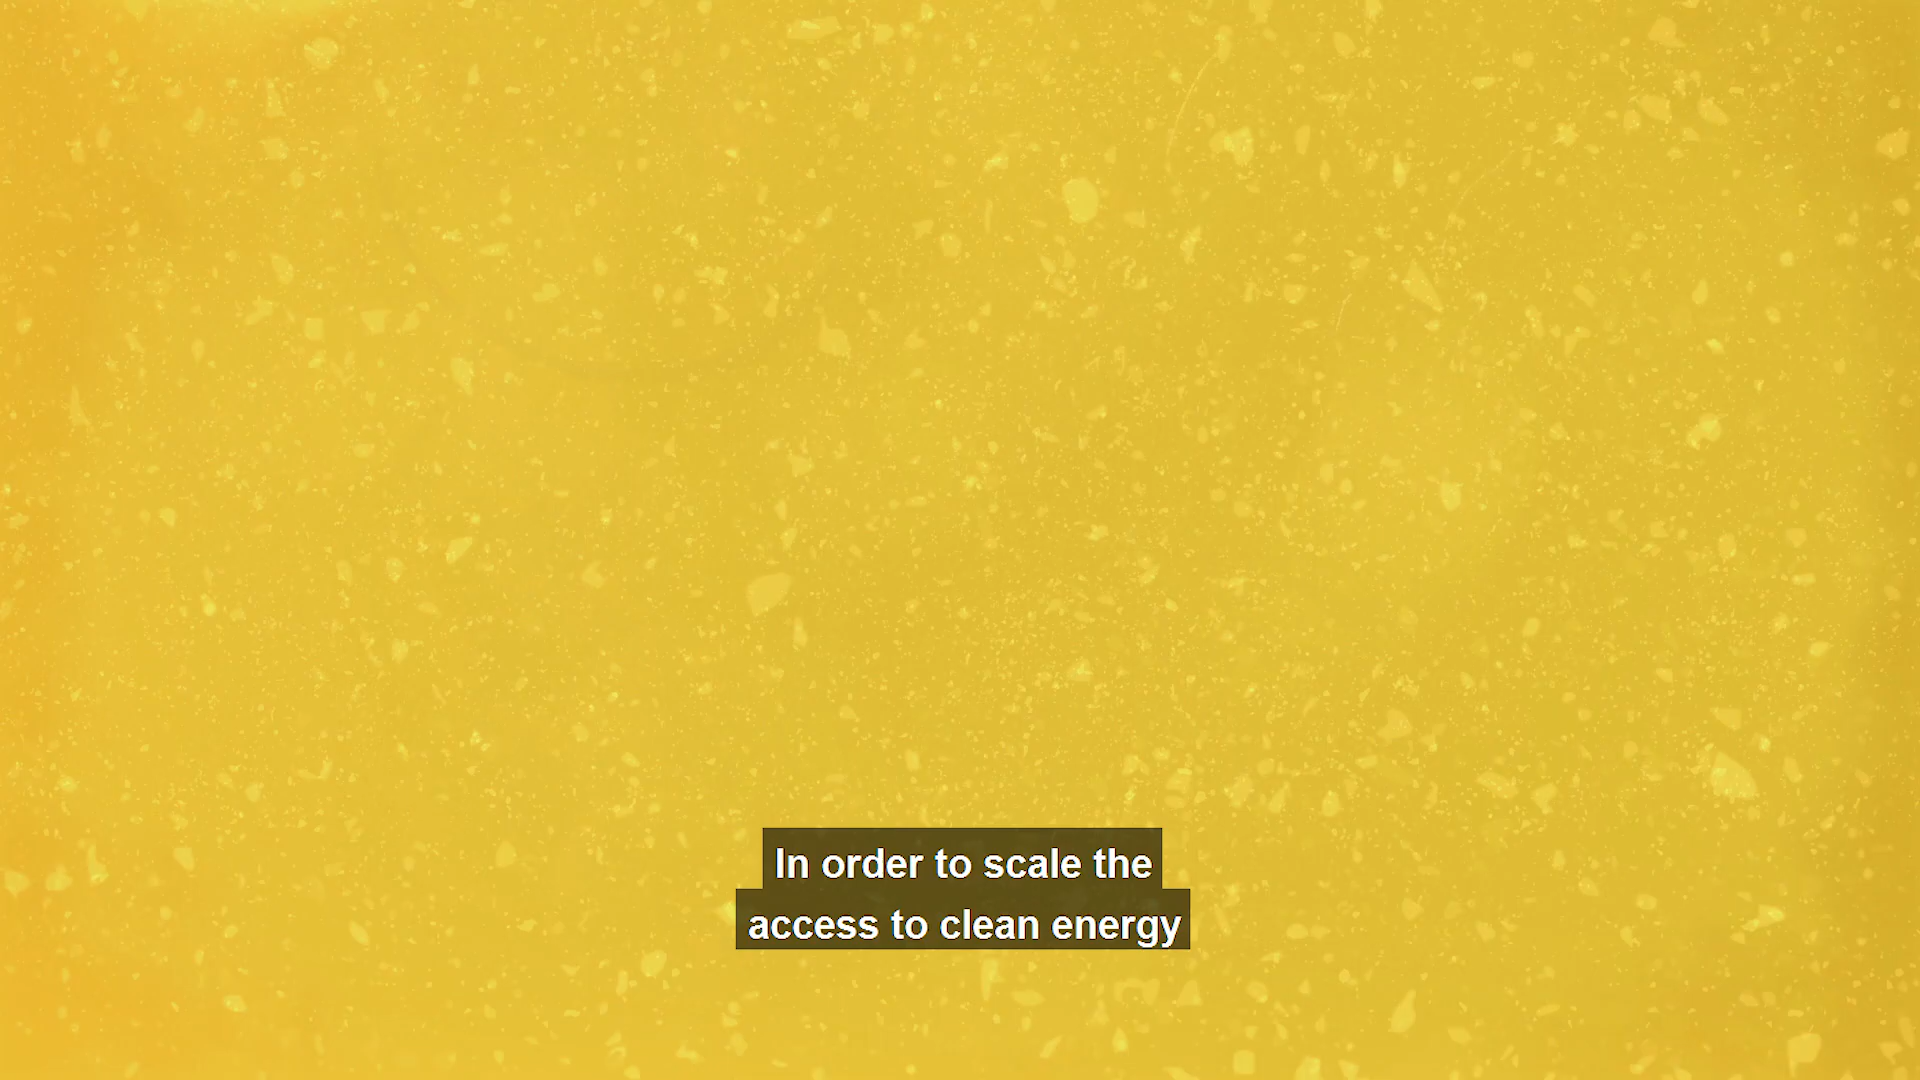 In order to scale the
access to clean energy